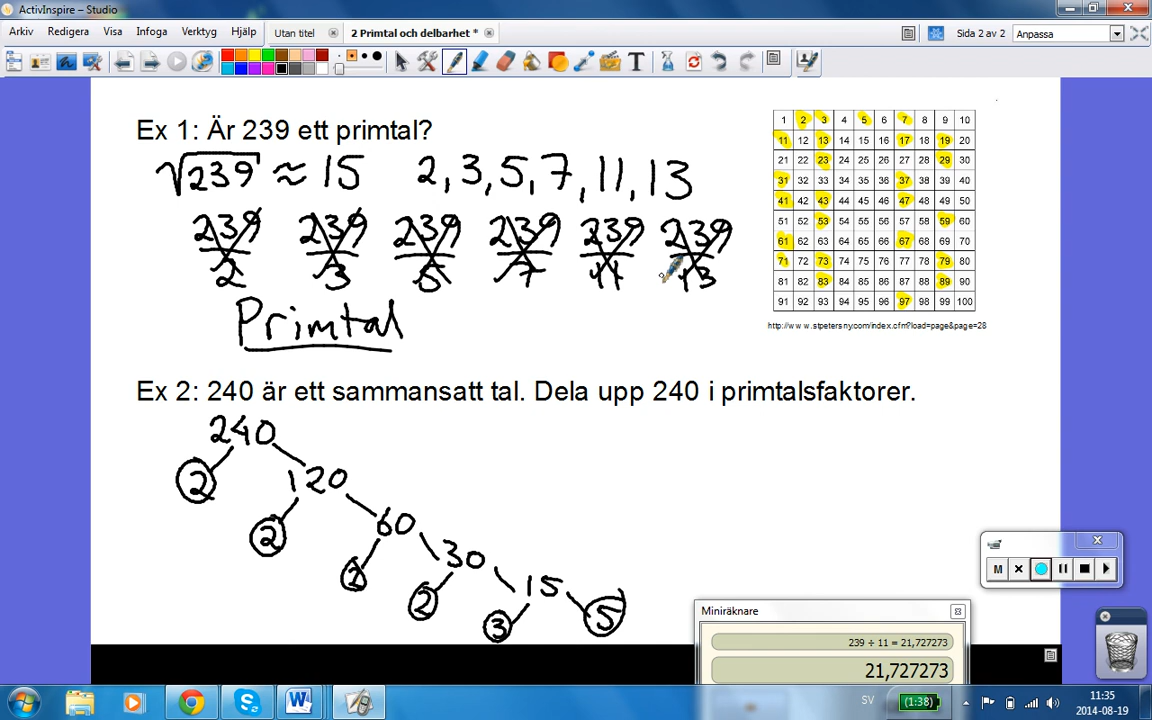 ActivInspire – Studio
Arkiv Redigera Visa Infoga Verktyg Hjälp
Utan titel
2 Primtal och delbarhet *
Sida 2 av 2
Anpassa
Ex 1: Är 239 ett primtal?
√239 ≈ 15 2, 3, 5, 7, 11, 13
239 239 239 239 239 239
2 3 5 7 11 13
Primtal
1 2 3 4 5 6 7 8 9 10
11 12 13 14 15 16 17 18 19 20
21 22 23 24 25 26 27 28 29 30
31 32 33 34 35 36 37 38 39 40
41 42 43 44 45 46 47 48 49 50
51 52 53 54 55 56 57 58 59 60
61 62 63 64 65 66 67 68 69 70
71 72 73 74 75 76 77 78 79 80
81 82 83 84 85 86 87 88 89 90
91 92 93 94 95 96 97 98 99 100
http://www.stpetersny.com/index.cfm?load=page&page=28
Ex 2: 240 är ett sammansatt tal. Dela upp 240 i primtalsfaktorer.
240
2 120
2 60
2 30
2 15
3 5
M
Miniräknare
239 ÷ 11 = 21,727273
21,727273
SV
(1:38)
11:35
2014-08-19